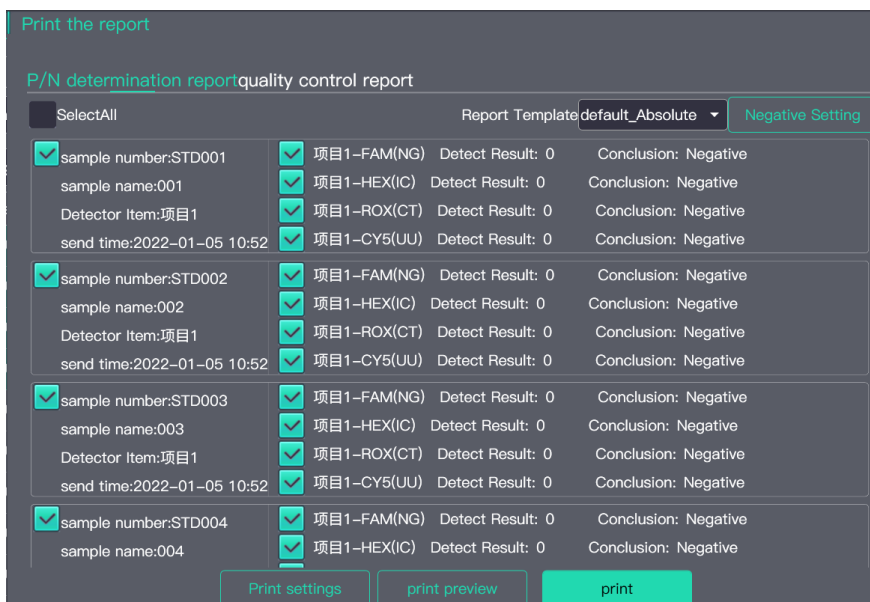 Print the report
P/N determination report quality control report
SelectAll Report Template default_Absolute Negative Setting
sample number:STD001 项目1-FAM(NG) Detect Result: 0 Conclusion: Negative
sample name:001 项目1-HEX(IC) Detect Result: 0 Conclusion: Negative
Detector Item:项目1 项目1-ROX(CT) Detect Result: 0 Conclusion: Negative
send time:2022-01-05 10:52 项目1-CY5(UU) Detect Result: 0 Conclusion: Negative
sample number:STD002 项目1-FAM(NG) Detect Result: 0 Conclusion: Negative
sample name:002 项目1-HEX(IC) Detect Result: 0 Conclusion: Negative
Detector Item:项目1 项目1-ROX(CT) Detect Result: 0 Conclusion: Negative
send time:2022-01-05 10:52 项目1-CY5(UU) Detect Result: 0 Conclusion: Negative
sample number:STD003 项目1-FAM(NG) Detect Result: 0 Conclusion: Negative
sample name:003 项目1-HEX(IC) Detect Result: 0 Conclusion: Negative
Detector Item:项目1 项目1-ROX(CT) Detect Result: 0 Conclusion: Negative
send time:2022-01-05 10:52 项目1-CY5(UU) Detect Result: 0 Conclusion: Negative
sample number:STD004 项目1-FAM(NG) Detect Result: 0 Conclusion: Negative
sample name:004 项目1-HEX(IC) Detect Result: 0 Conclusion: Negative
Print settings print preview print